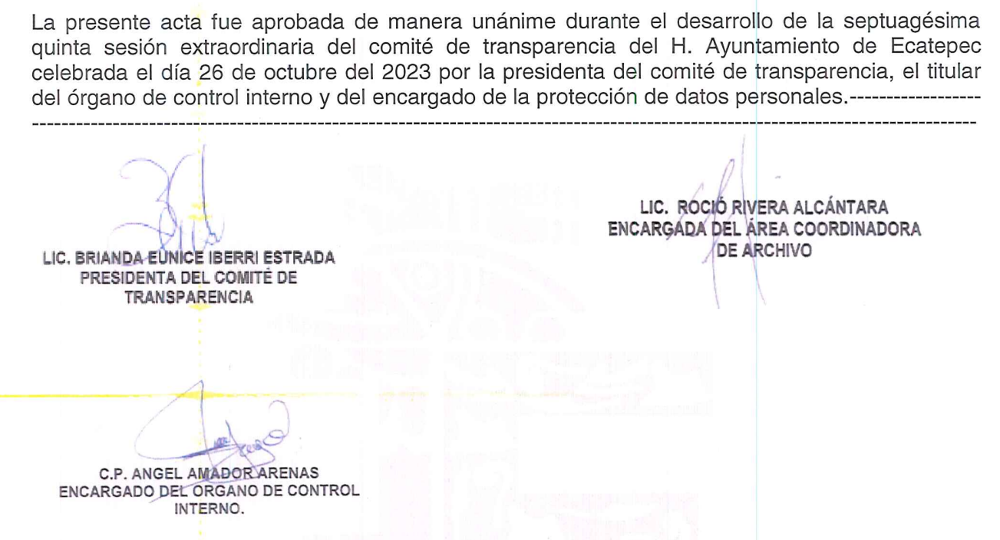 La presente acta fue aprobada de manera unánime durante el desarrollo de la septuagésima
quinta sesión extraordinaria del comité de transparencia del H. Ayuntamiento de Ecatepec
celebrada el día 26 de octubre del 2023 por la presidenta del comité de transparencia, el titular
del órgano de control interno y del encargado de la protección de datos personales.------------------
--------------------------------------------------------------------------------------------------------------------------------
LIC. BRIANDA EUNICE IBERRI ESTRADA
PRESIDENTA DEL COMITÉ DE
TRANSPARENCIA
LIC. ROCIÓ RIVERA ALCÁNTARA
ENCARGADA DEL ÁREA COORDINADORA
DE ARCHIVO
C.P. ANGEL AMADOR ARENAS
ENCARGADO DEL ORGANO DE CONTROL
INTERNO.